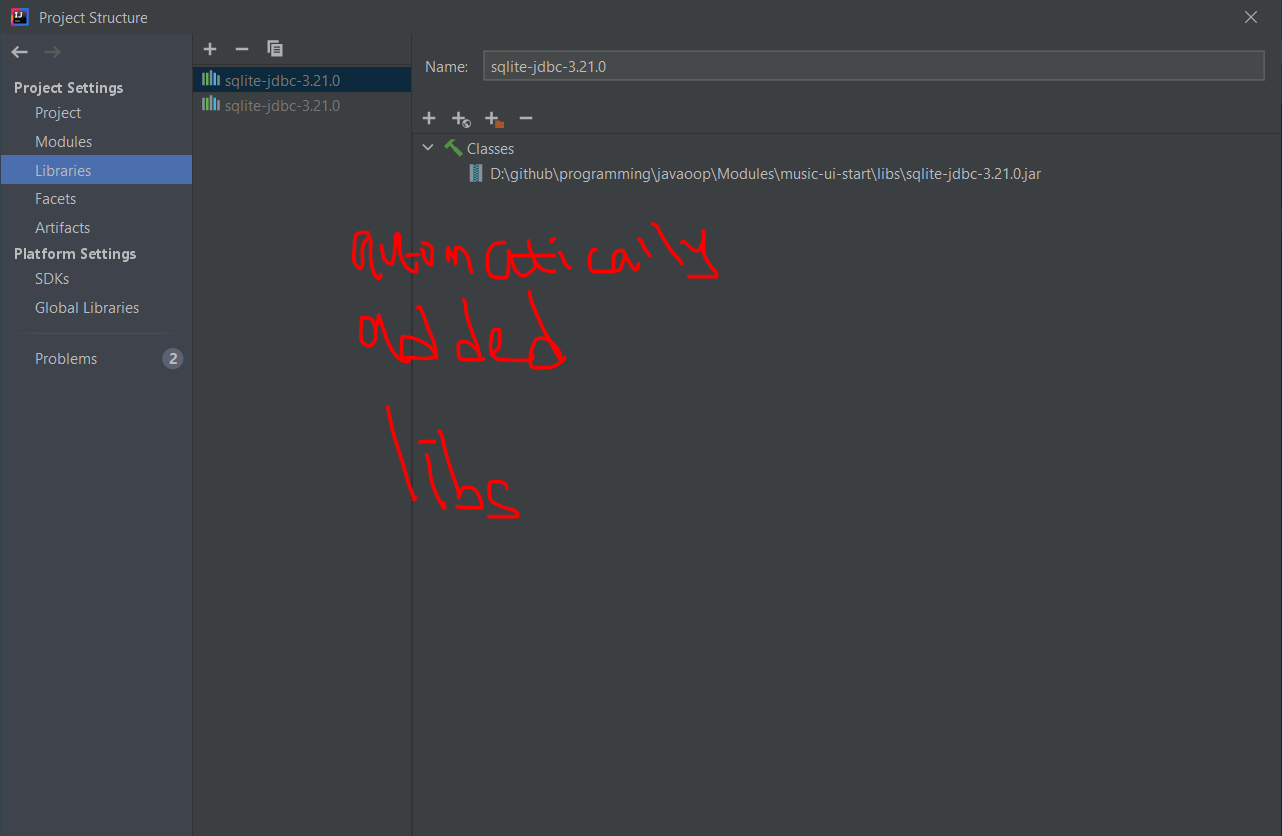 Project Structure
Project Settings
Project
Modules
Libraries
Facets
Artifacts
Platform Settings
SDKs
Global Libraries
Problems 2
sqlite-jdbc-3.21.0
sqlite-jdbc-3.21.0
Name: sqlite-jdbc-3.21.0
Classes
D:\github\programming\javaoop\Modules\music-ui-start\libs\sqlite-jdbc-3.21.0.jar
automatically
added
libs